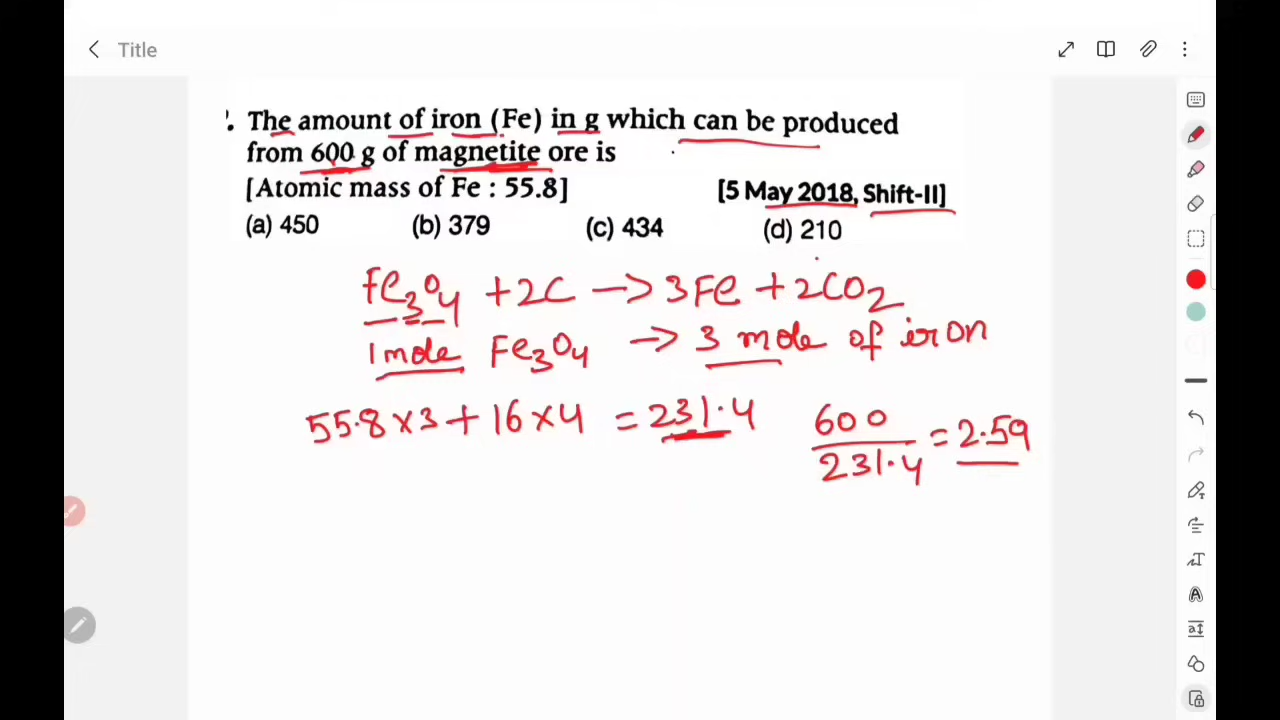 Title
. The amount of iron (Fe) in g which can be produced
from 600 g of magnetite ore is
[Atomic mass of Fe : 55.8] [5 May 2018, Shift-II]
(a) 450 (b) 379 (c) 434 (d) 210
Fe3O4 + 2C → 3Fe + 2CO2
1 mole Fe3O4 → 3 mole of iron
55.8 × 3 + 16 × 4 = 231.4
600
231.4
= 2.59